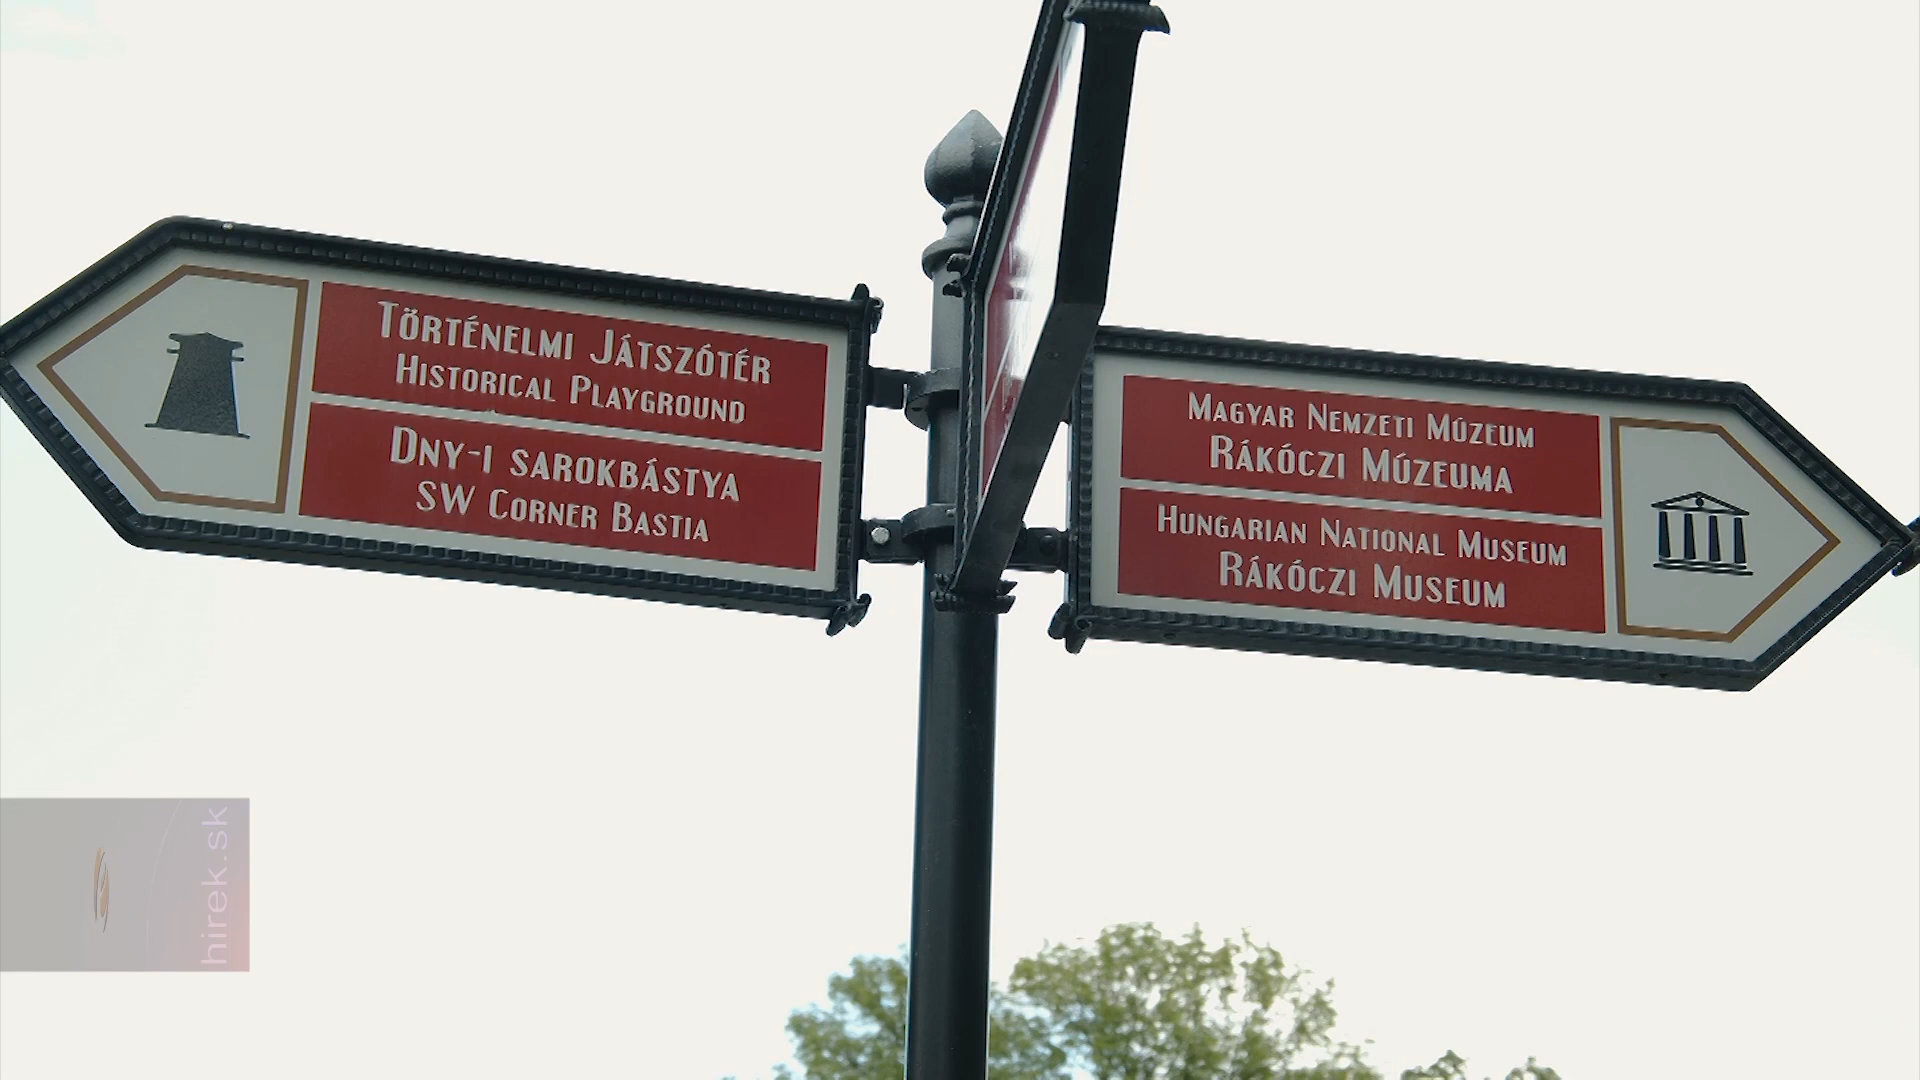 Történelmi Játszótér
Historical Playground
Dny-i sarokbástya
SW Corner Bastia
Magyar Nemzeti Múzeum
Rákóczi Múzeuma
Hungarian National Museum
Rákóczi Museum
hirek.sk